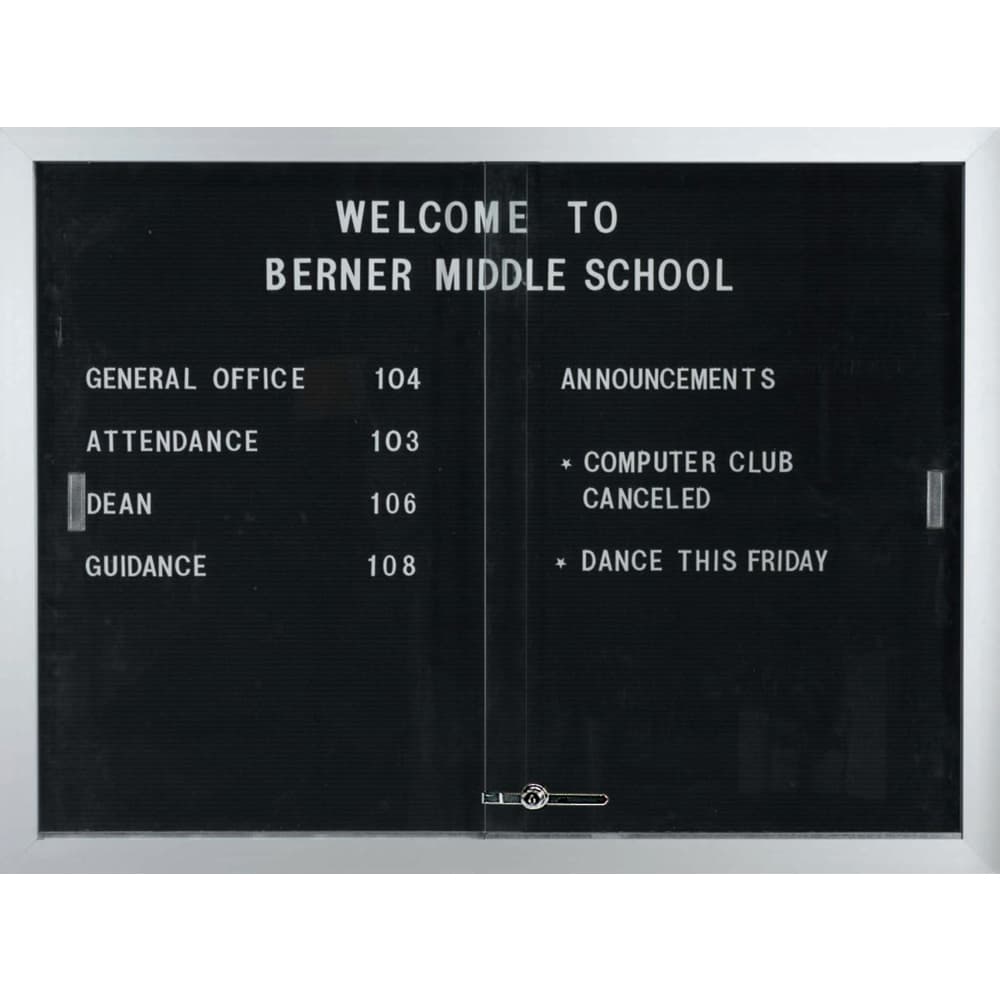 WELCOME TO
BERNER MIDDLE SCHOOL
GENERAL OFFICE 104
ATTENDANCE 103
DEAN 106
GUIDANCE 108
ANNOUNCEMENTS
* COMPUTER CLUB
CANCELED
* DANCE THIS FRIDAY